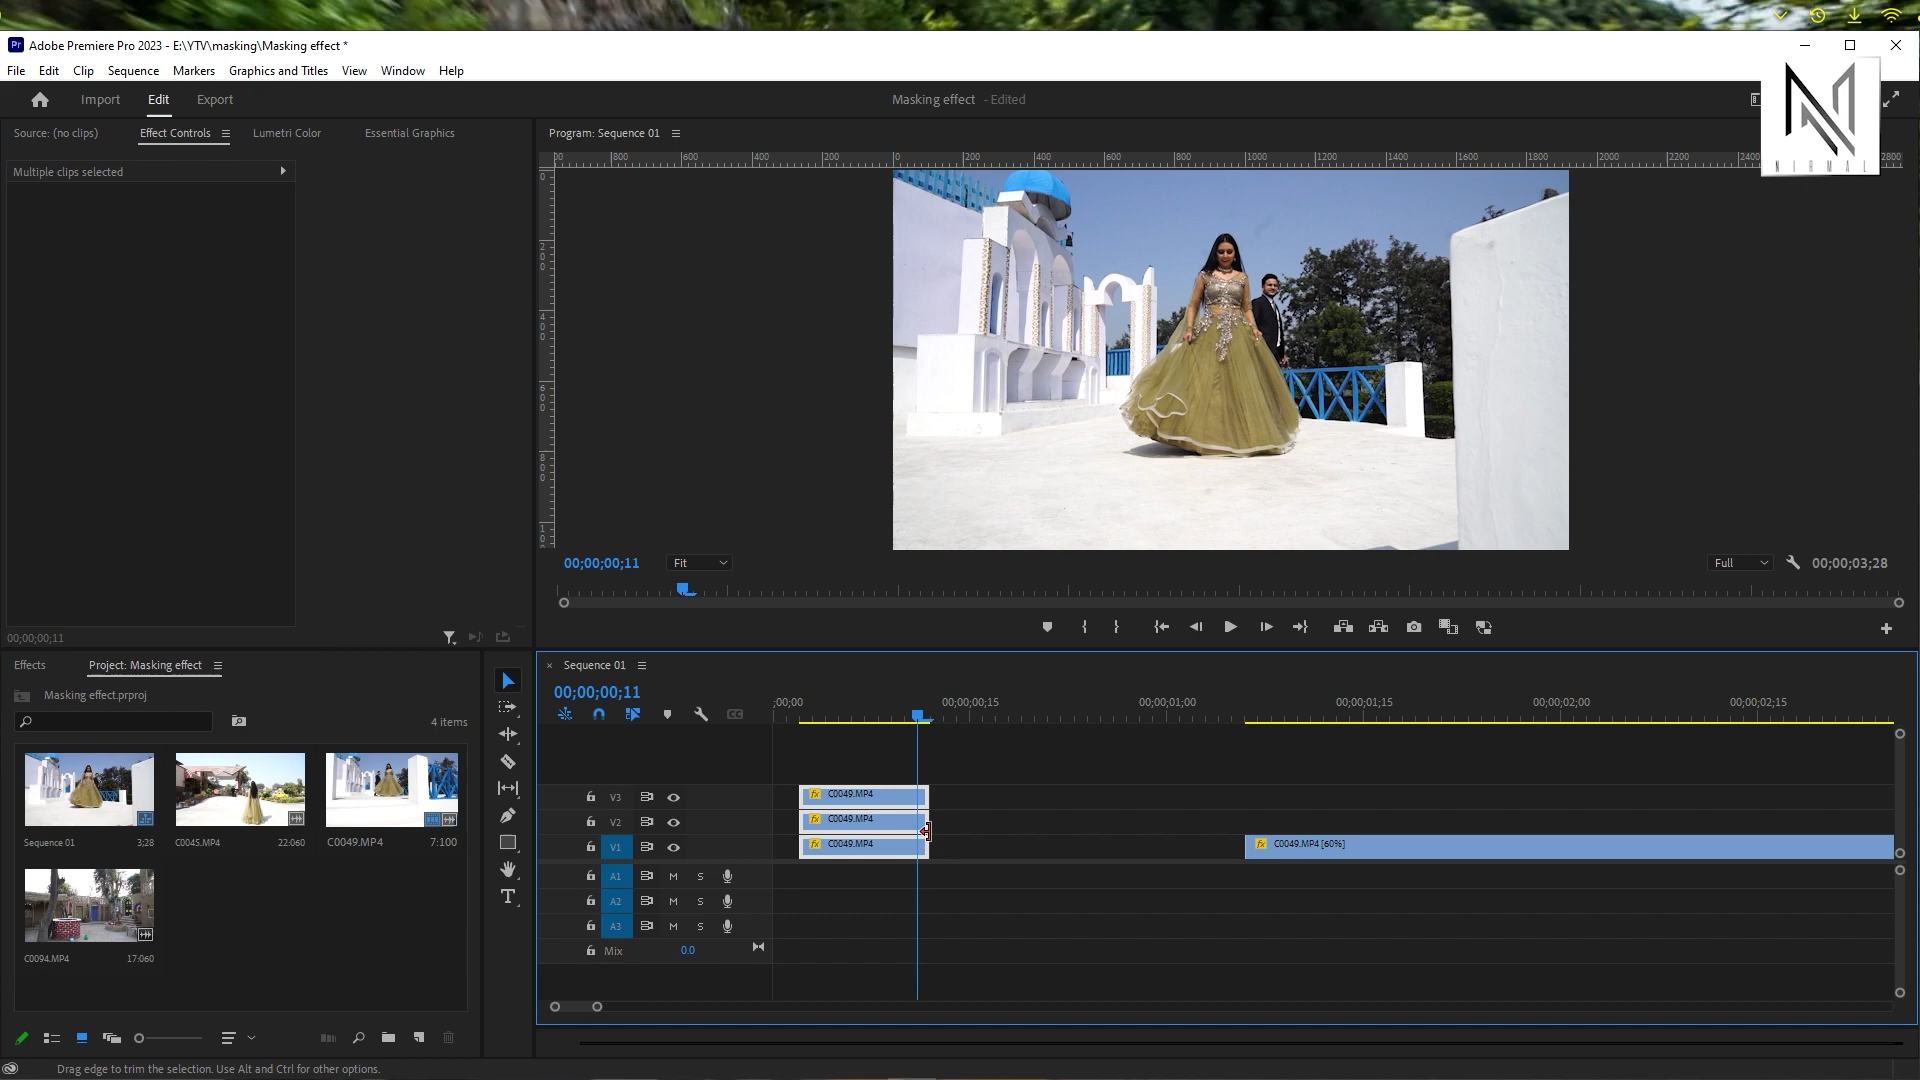 Adobe Premiere Pro 2023 - E:\YTV\masking\Masking effect *
File Edit Clip Sequence Markers Graphics and Titles View Window Help
Import Edit Export
Masking effect - Edited
NIRMAL
Source: (no clips) Effect Controls Lumetri Color Essential Graphics
Program: Sequence 01
Multiple clips selected
00;00;00;11
00;00;00;11 Fit
Full 00;00;03;28
Effects Project: Masking effect
Masking effect.prproj
4 items
Sequence 01 3;28
C0045.MP4 22:060
C0049.MP4 7:100
C0094.MP4 17:060
Sequence 01
00;00;00;11
;00;00 00;00;00;15 00;00;01;00 00;00;01;15 00;00;02;00 00;00;02;15
V3 C0049.MP4
V2 C0049.MP4
V1 C0049.MP4 C0049.MP4 [60%]
A1 M S
A2 M S
A3 M S
Mix 0.0
Drag edge to trim the selection. Use Alt and Ctrl for other options.